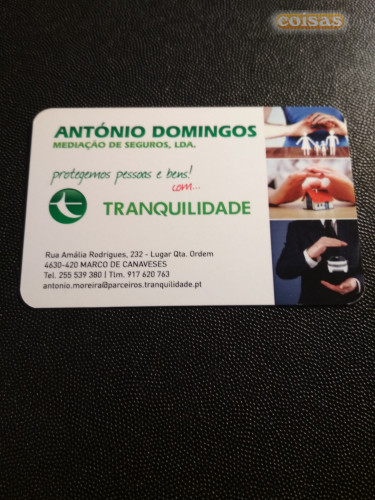 coisas
ANTÓNIO DOMINGOS
MEDIAÇÃO DE SEGUROS, LDA.
protegemos pessoas e bens!
com...
TRANQUILIDADE
Rua Amália Rodrigues, 232 - Lugar Qta. Ordem
4630-420 MARCO DE CANAVESES
Tel. 255 539 380 | Tlm. 917 620 763
antonio.moreira@parceiros.tranquilidade.pt